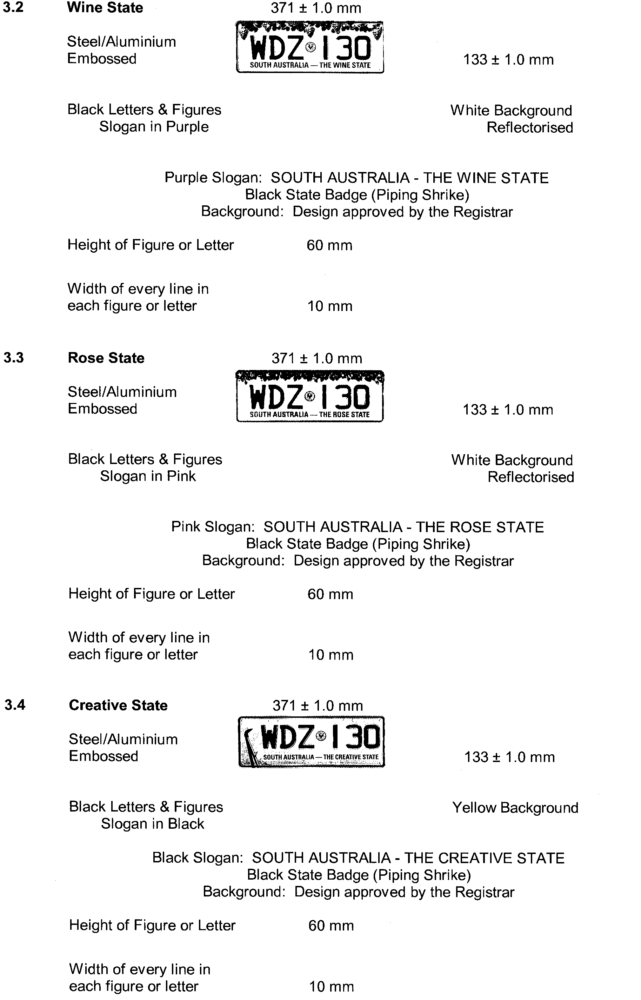 3.2 Wine State 371 ± 1.0 mm
WDZ 130
SOUTH AUSTRALIA — THE WINE STATE
Steel/Aluminium
Embossed 133 ± 1.0 mm
Black Letters & Figures White Background
Slogan in Purple Reflectorised
Purple Slogan: SOUTH AUSTRALIA - THE WINE STATE
Black State Badge (Piping Shrike)
Background: Design approved by the Registrar
Height of Figure or Letter 60 mm
Width of every line in
each figure or letter 10 mm
3.3 Rose State 371 ± 1.0 mm
WDZ 130
SOUTH AUSTRALIA — THE ROSE STATE
Steel/Aluminium
Embossed 133 ± 1.0 mm
Black Letters & Figures White Background
Slogan in Pink Reflectorised
Pink Slogan: SOUTH AUSTRALIA - THE ROSE STATE
Black State Badge (Piping Shrike)
Background: Design approved by the Registrar
Height of Figure or Letter 60 mm
Width of every line in
each figure or letter 10 mm
3.4 Creative State 371 ± 1.0 mm
WDZ 130
SOUTH AUSTRALIA — THE CREATIVE STATE
Steel/Aluminium
Embossed 133 ± 1.0 mm
Black Letters & Figures Yellow Background
Slogan in Black
Black Slogan: SOUTH AUSTRALIA - THE CREATIVE STATE
Black State Badge (Piping Shrike)
Background: Design approved by the Registrar
Height of Figure or Letter 60 mm
Width of every line in
each figure or letter 10 mm